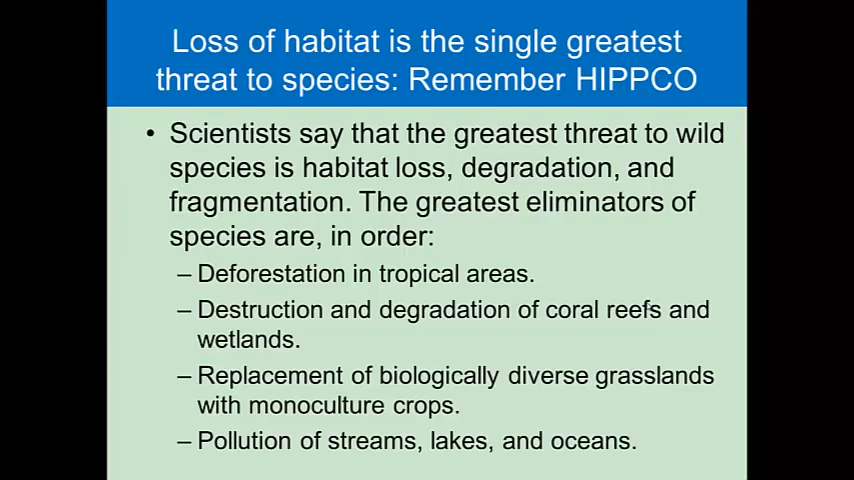 Loss of habitat is the single greatest
threat to species: Remember HIPPCO
• Scientists say that the greatest threat to wild
species is habitat loss, degradation, and
fragmentation. The greatest eliminators of
species are, in order:
– Deforestation in tropical areas.
– Destruction and degradation of coral reefs and
wetlands.
– Replacement of biologically diverse grasslands
with monoculture crops.
– Pollution of streams, lakes, and oceans.